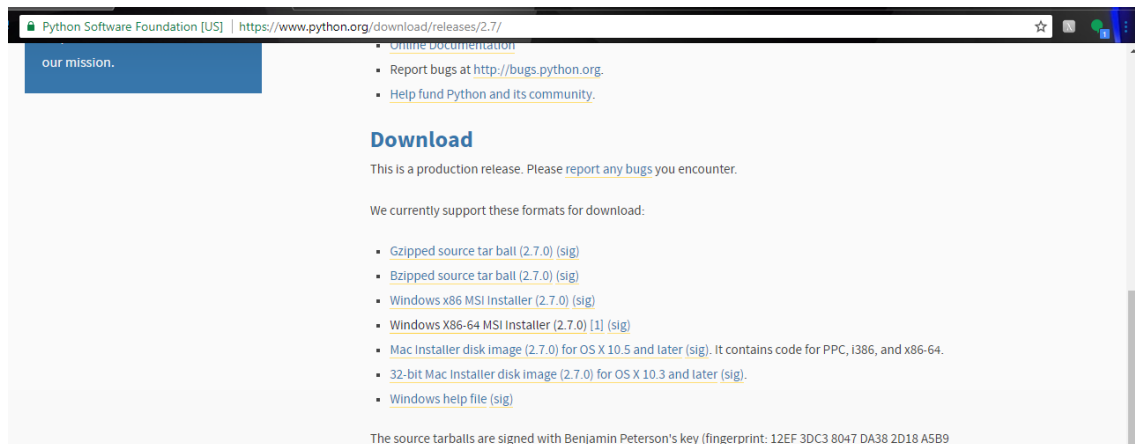 Python Software Foundation [US] | https://www.python.org/download/releases/2.7/
our mission.
Online Documentation
Report bugs at http://bugs.python.org.
Help fund Python and its community.
Download
This is a production release. Please report any bugs you encounter.
We currently support these formats for download:
Gzipped source tar ball (2.7.0) (sig)
Bzipped source tar ball (2.7.0) (sig)
Windows x86 MSI Installer (2.7.0) (sig)
Windows X86-64 MSI Installer (2.7.0) [1] (sig)
Mac Installer disk image (2.7.0) for OS X 10.5 and later (sig). It contains code for PPC, i386, and x86-64.
32-bit Mac Installer disk image (2.7.0) for OS X 10.3 and later (sig).
Windows help file (sig)
The source tarballs are signed with Benjamin Peterson's key (fingerprint: 12EF 3DC3 8047 DA38 2D18 A5B9